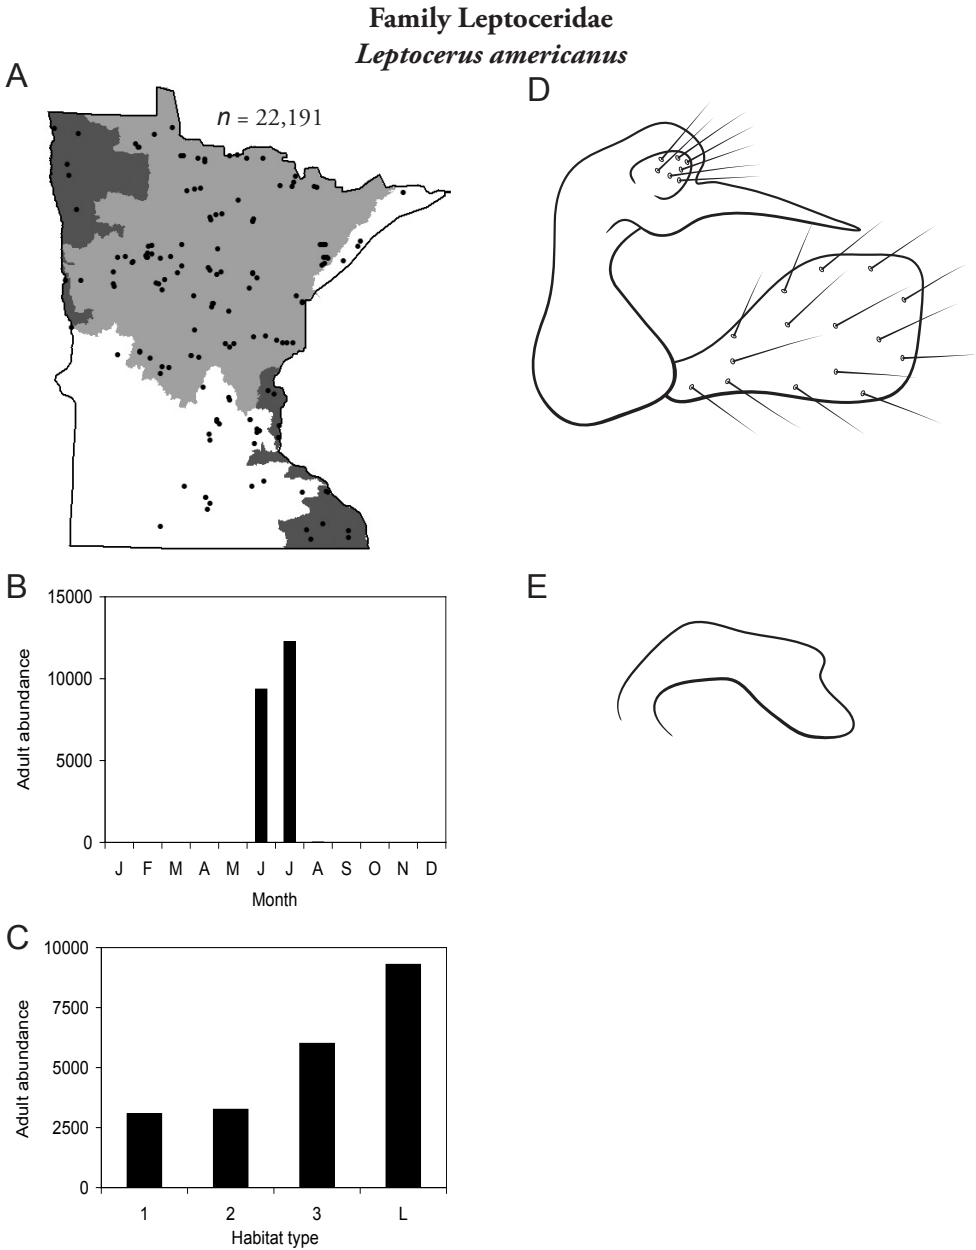 Family Leptoceridae
Leptocerus americanus
A
n = 22,191
D
B
15000
10000
5000
0
Adult abundance
J F M A M J J A S O N D
Month
E
C
10000
7500
5000
2500
0
Adult abundance
1 2 3 L
Habitat type